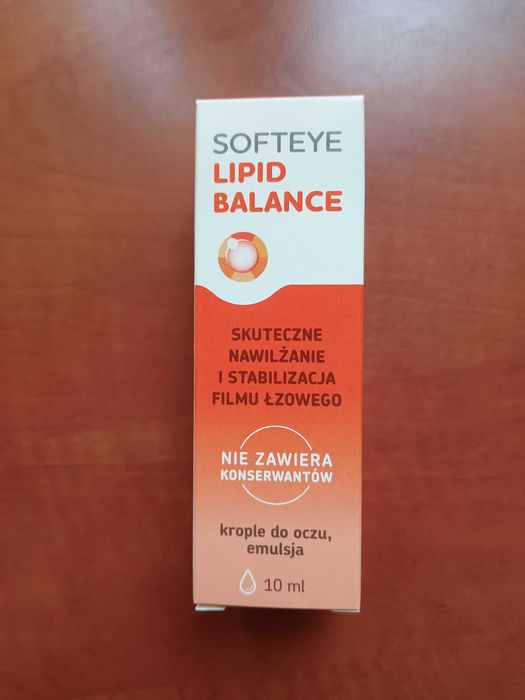 SOFTEYE
LIPID
BALANCE
SKUTECZNE
NAWILŻANIE
I STABILIZACJA
FILMU ŁZOWEGO
NIE ZAWIERA
KONSERWANTÓW
krople do oczu,
emulsja
10 ml